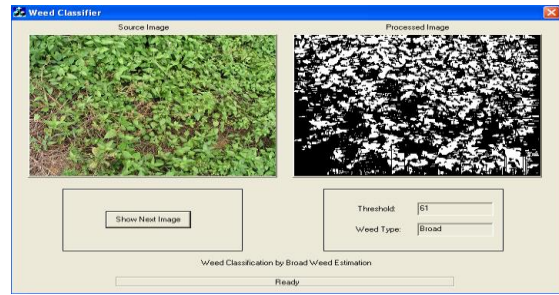 Weed Classifier
Source Image
Processed Image
Show Next Image
Threshold: 61
Weed Type: Broad
Weed Classification by Broad Weed Estimation
Ready